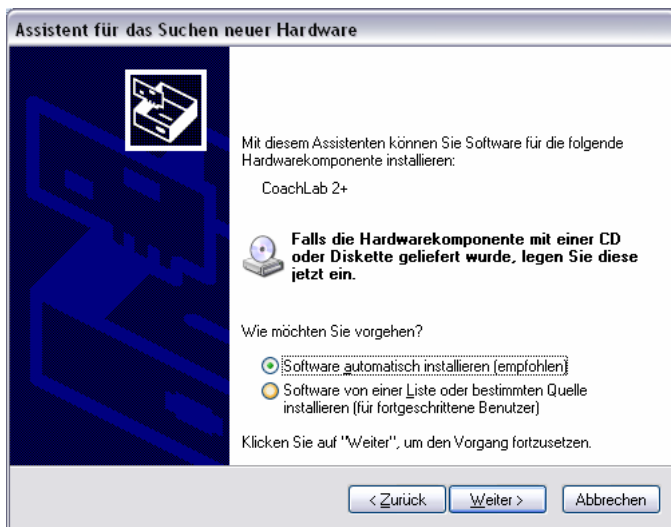 Assistent für das Suchen neuer Hardware
Mit diesem Assistenten können Sie Software für die folgende
Hardwarekomponente installieren:
CoachLab 2+
Falls die Hardwarekomponente mit einer CD
oder Diskette geliefert wurde, legen Sie diese
jetzt ein.
Wie möchten Sie vorgehen?
Software automatisch installieren (empfohlen)
Software von einer Liste oder bestimmten Quelle
installieren (für fortgeschrittene Benutzer)
Klicken Sie auf "Weiter", um den Vorgang fortzusetzen.
< Zurück Weiter > Abbrechen